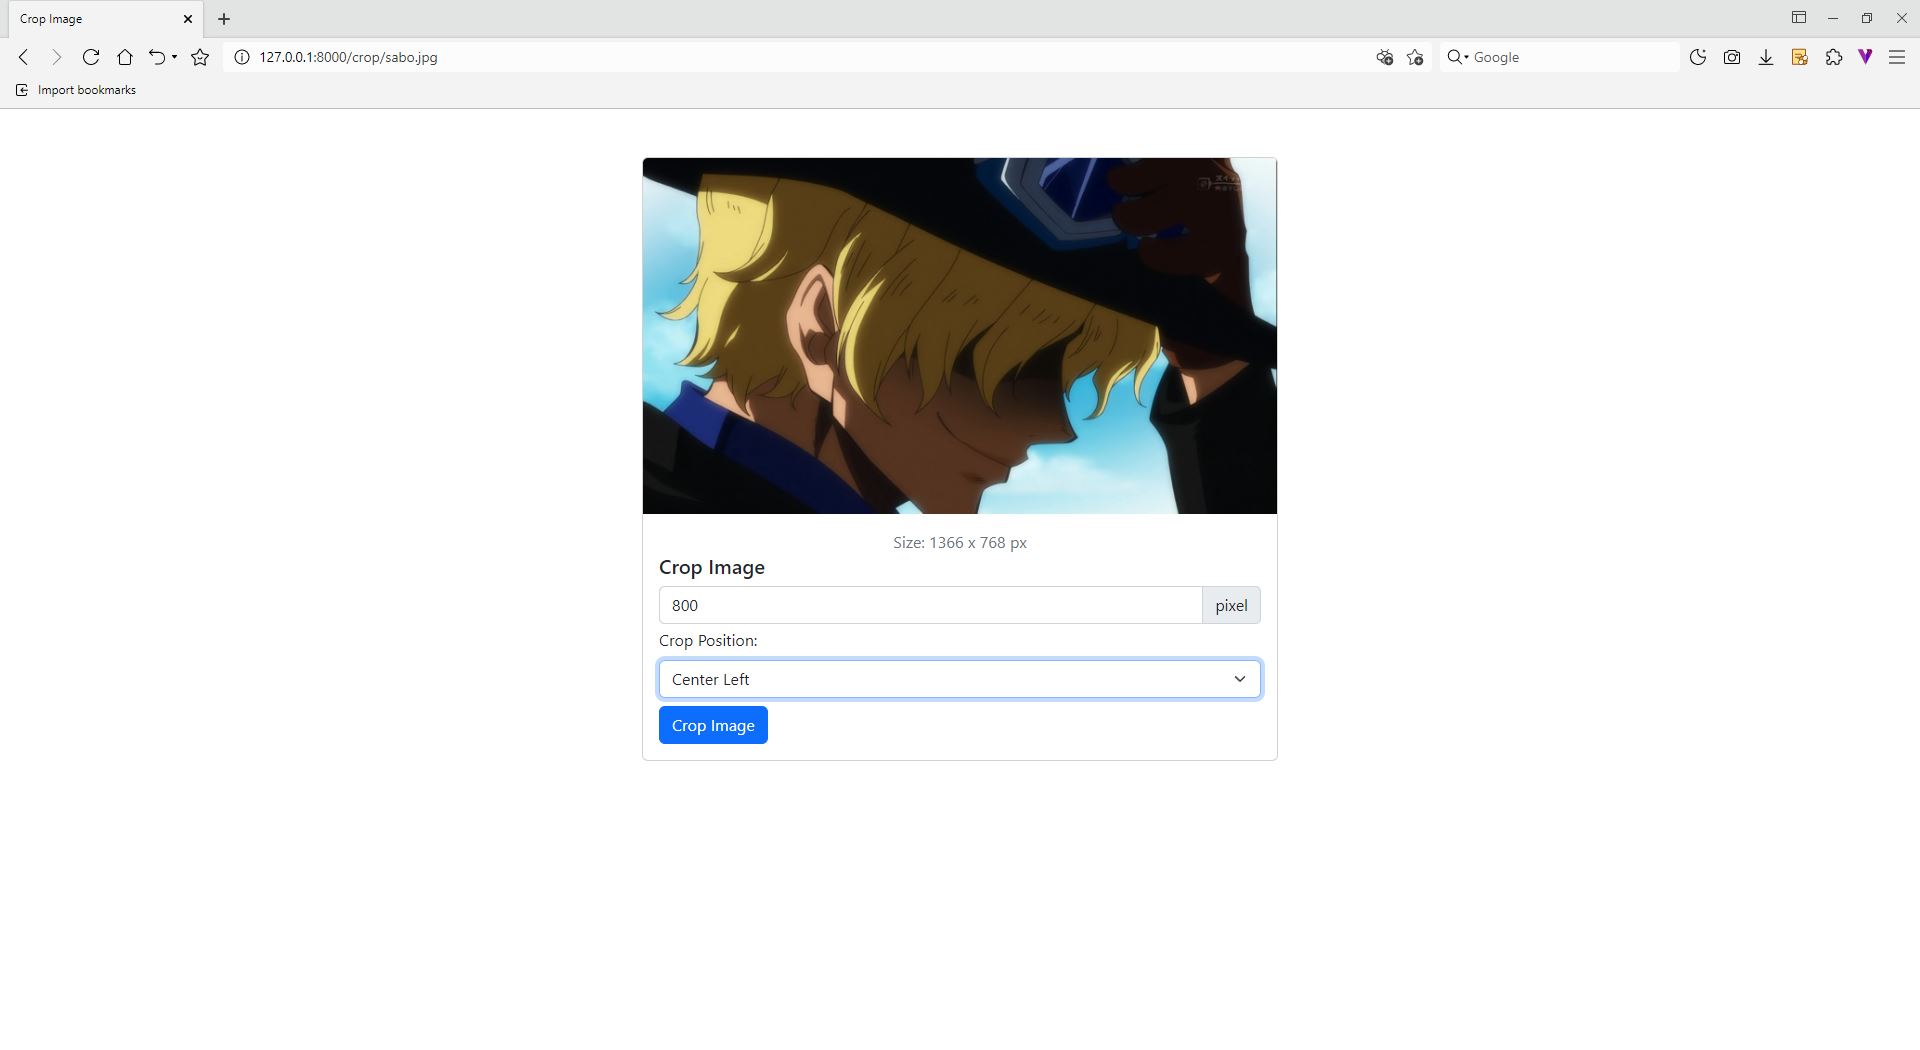 Crop Image
127.0.0.1:8000/crop/sabo.jpg
Google
Import bookmarks
Size: 1366 x 768 px
Crop Image
800
pixel
Crop Position:
Center Left
Crop Image